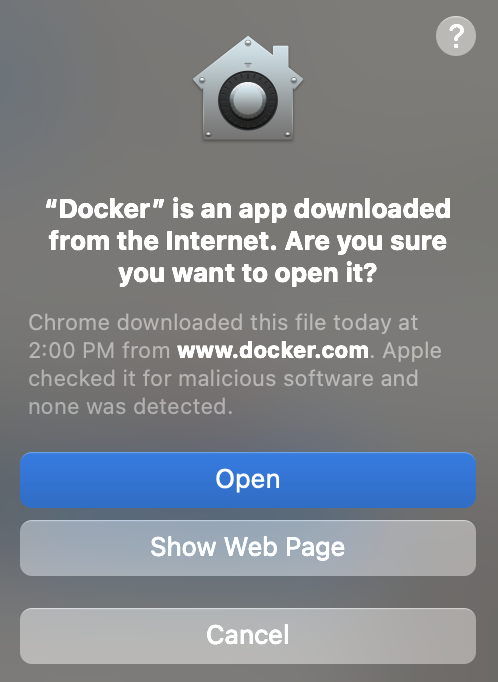 ?
“Docker” is an app downloaded
from the Internet. Are you sure
you want to open it?
Chrome downloaded this file today at
2:00 PM from www.docker.com. Apple
checked it for malicious software and
none was detected.
Open
Show Web Page
Cancel